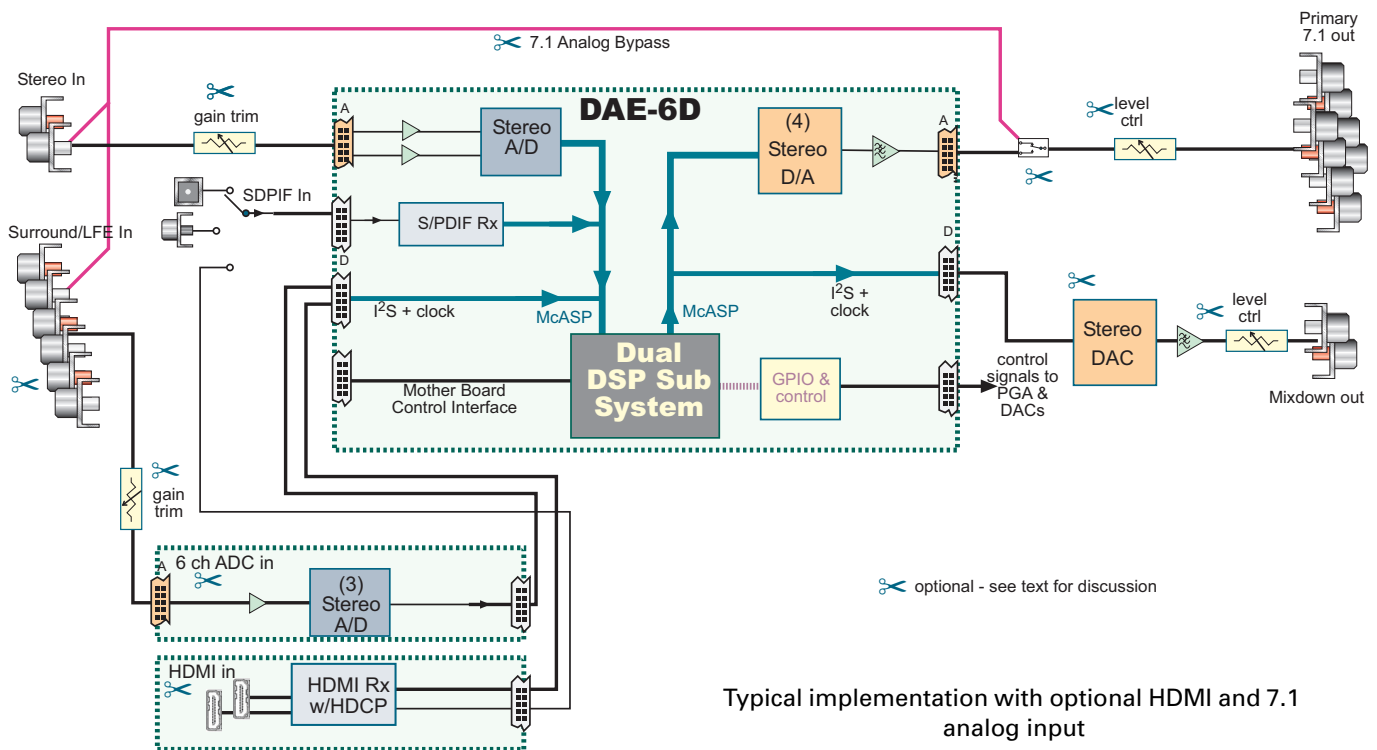 7.1 Analog Bypass
Primary
7.1 out
Stereo In
gain trim
A
DAE-6D
Stereo
A/D
(4)
Stereo
D/A
A
level
ctrl
SDPIF In
S/PDIF Rx
Surround/LFE In
D
D
I²S + clock
McASP
McASP
I²S +
clock
level
ctrl
Stereo
DAC
Dual
DSP Sub
System
GPIO &
control
Mother Board
Control Interface
control
signals to
PGA &
DACs
Mixdown out
gain
trim
A
6 ch ADC in
(3)
Stereo
A/D
optional - see text for discussion
HDMI in
HDMI Rx
w/HDCP
Typical implementation with optional HDMI and 7.1
analog input